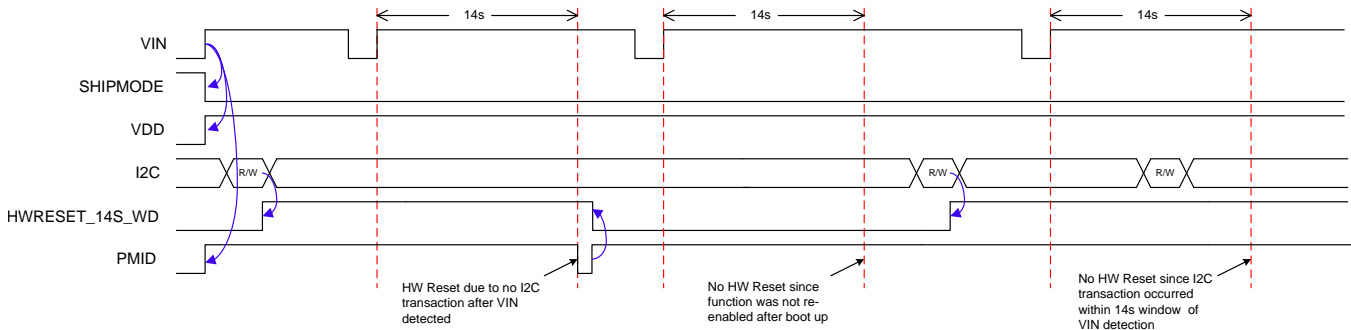 14s
14s
14s
VIN
SHIPMODE
VDD
I2C
R/W
R/W
R/W
HWRESET_14S_WD
PMID
HW Reset due to no I2C
transaction after VIN
detected
No HW Reset since
function was not re-
enabled after boot up
No HW Reset since I2C
transaction occurred
within 14s window of
VIN detection